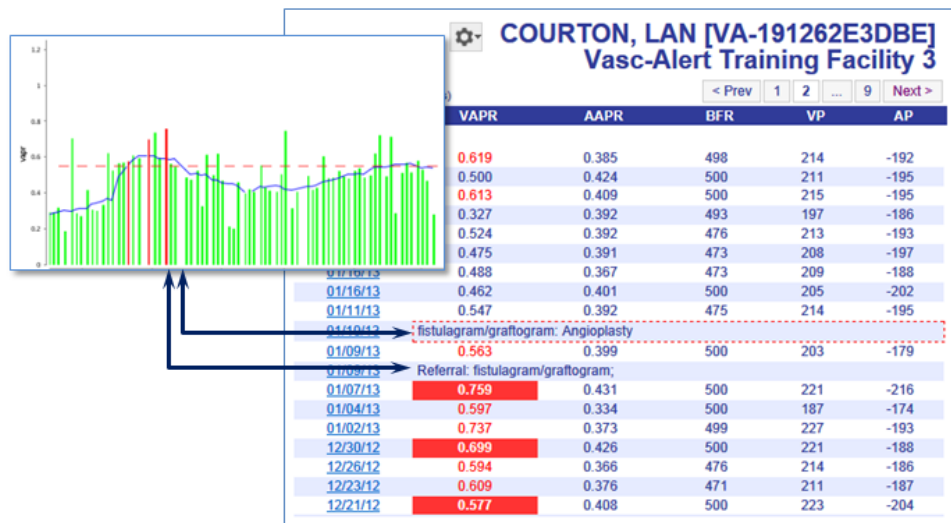 COURTON, LAN [VA-191262E3DBE]
Vasc-Alert Training Facility 3
s)
< Prev 1 2 ... 9 Next >
VAPR AAPR BFR VP AP
1.2
1
0.8
0.6
0.4
0.2
0
vapr
0.619 0.385 498 214 -192
0.500 0.424 500 211 -195
0.613 0.409 500 215 -195
0.327 0.392 493 197 -186
0.524 0.392 476 213 -193
0.475 0.391 473 208 -197
01/16/13 0.488 0.367 473 209 -188
01/16/13 0.462 0.401 500 205 -202
01/11/13 0.547 0.392 475 214 -195
01/10/13 fistulagram/graftogram: Angioplasty
01/09/13 0.563 0.399 500 203 -179
01/09/13 Referral: fistulagram/graftogram;
01/07/13 0.759 0.431 500 221 -216
01/04/13 0.597 0.334 500 187 -174
01/02/13 0.737 0.373 499 227 -193
12/30/12 0.699 0.426 500 221 -188
12/26/12 0.594 0.366 476 214 -186
12/23/12 0.609 0.376 471 211 -187
12/21/12 0.577 0.408 500 223 -204